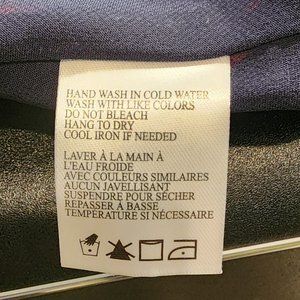 HAND WASH IN COLD WATER
WASH WITH LIKE COLORS
DO NOT BLEACH
HANG TO DRY
COOL IRON IF NEEDED
LAVER À LA MAIN À
L'EAU FROIDE
AVEC COULEURS SIMILAIRES
AUCUN JAVELLISANT
SUSPENDRE POUR SÉCHER
REPASSER À BASSE
TEMPÉRATURE SI NÉCESSAIRE